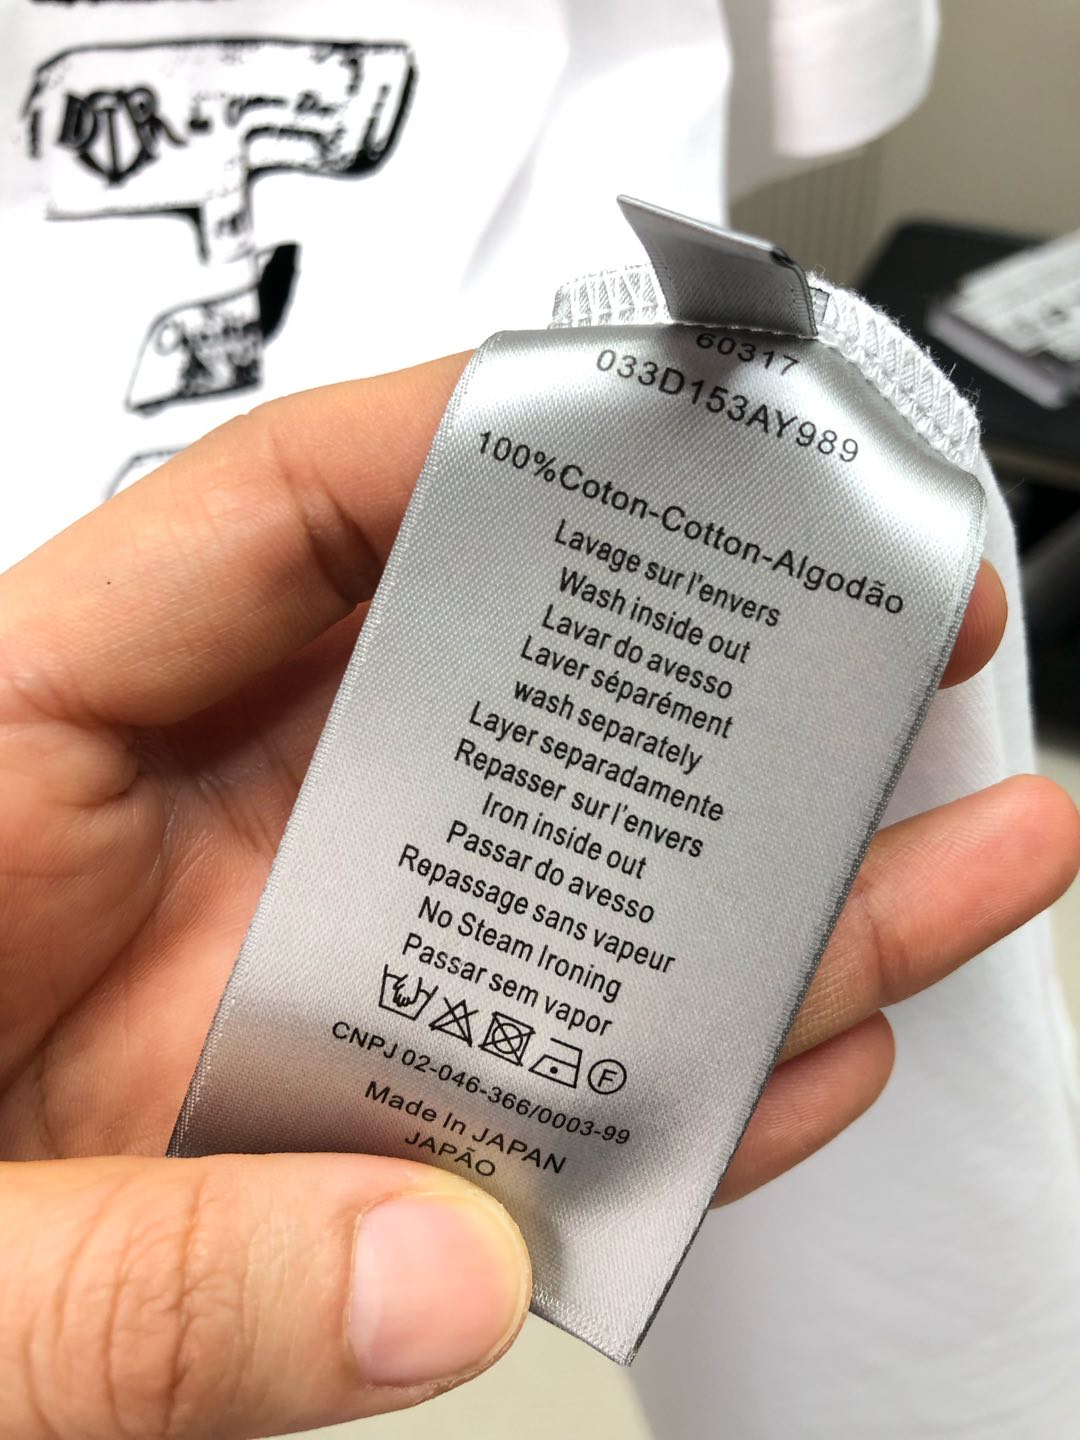 60317
033D153AY989
100%Coton-Cotton-Algodão
Lavage sur l'envers
Wash inside out
Lavar do avesso
Laver séparément
wash separately
Layer separadamente
Repasser sur l'envers
Iron inside out
Passar do avesso
Repassage sans vapeur
No Steam Ironing
Passar sem vapor
F
CNPJ 02-046-366/0003-99
Made In JAPAN
JAPÃO